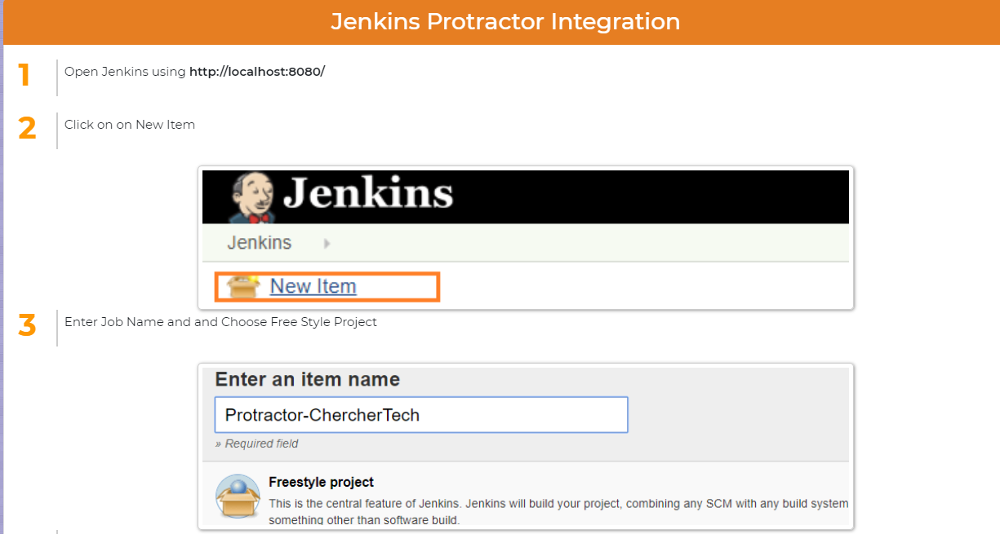 Jenkins Protractor Integration
1
Open Jenkins using http://localhost:8080/
2
Click on on New Item
Jenkins
Jenkins
New Item
3
Enter Job Name and and Choose Free Style Project
Enter an item name
Protractor-ChercherTech
» Required field
Freestyle project
This is the central feature of Jenkins. Jenkins will build your project, combining any SCM with any build system
something other than software build.